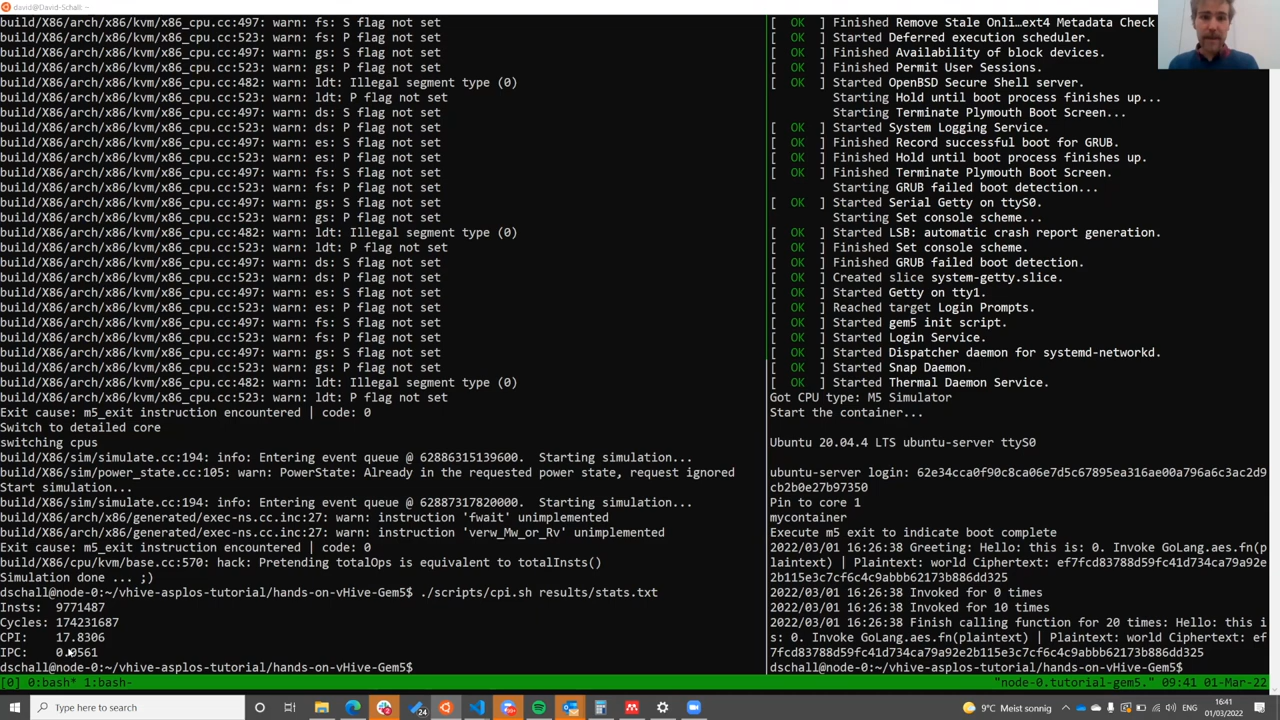 david@David-Schall: ~
build/X86/arch/x86/kvm/x86_cpu.cc:497: warn: fs: S flag not set
build/X86/arch/x86/kvm/x86_cpu.cc:523: warn: fs: P flag not set
build/X86/arch/x86/kvm/x86_cpu.cc:497: warn: gs: S flag not set
build/X86/arch/x86/kvm/x86_cpu.cc:523: warn: gs: P flag not set
build/X86/arch/x86/kvm/x86_cpu.cc:482: warn: ldt: Illegal segment type (0)
build/X86/arch/x86/kvm/x86_cpu.cc:523: warn: ldt: P flag not set
build/X86/arch/x86/kvm/x86_cpu.cc:497: warn: ds: S flag not set
build/X86/arch/x86/kvm/x86_cpu.cc:523: warn: ds: P flag not set
build/X86/arch/x86/kvm/x86_cpu.cc:497: warn: es: S flag not set
build/X86/arch/x86/kvm/x86_cpu.cc:523: warn: es: P flag not set
build/X86/arch/x86/kvm/x86_cpu.cc:497: warn: fs: S flag not set
build/X86/arch/x86/kvm/x86_cpu.cc:523: warn: fs: P flag not set
build/X86/arch/x86/kvm/x86_cpu.cc:497: warn: gs: S flag not set
build/X86/arch/x86/kvm/x86_cpu.cc:523: warn: gs: P flag not set
build/X86/arch/x86/kvm/x86_cpu.cc:482: warn: ldt: Illegal segment type (0)
build/X86/arch/x86/kvm/x86_cpu.cc:523: warn: ldt: P flag not set
build/X86/arch/x86/kvm/x86_cpu.cc:497: warn: ds: S flag not set
build/X86/arch/x86/kvm/x86_cpu.cc:523: warn: ds: P flag not set
build/X86/arch/x86/kvm/x86_cpu.cc:497: warn: es: S flag not set
build/X86/arch/x86/kvm/x86_cpu.cc:523: warn: es: P flag not set
build/X86/arch/x86/kvm/x86_cpu.cc:497: warn: fs: S flag not set
build/X86/arch/x86/kvm/x86_cpu.cc:523: warn: fs: P flag not set
build/X86/arch/x86/kvm/x86_cpu.cc:497: warn: gs: S flag not set
build/X86/arch/x86/kvm/x86_cpu.cc:523: warn: gs: P flag not set
build/X86/arch/x86/kvm/x86_cpu.cc:482: warn: ldt: Illegal segment type (0)
build/X86/arch/x86/kvm/x86_cpu.cc:523: warn: ldt: P flag not set
Exit cause: m5_exit instruction encountered | code: 0
Switch to detailed core
switching cpus
build/X86/sim/simulate.cc:194: info: Entering event queue @ 62886315139600.  Starting simulation...
build/X86/sim/power_state.cc:105: warn: PowerState: Already in the requested power state, request ignored
Start simulation...
build/X86/sim/simulate.cc:194: info: Entering event queue @ 62887317820000.  Starting simulation...
build/X86/arch/x86/generated/exec-ns.cc.inc:27: warn: instruction 'fwait' unimplemented
build/X86/arch/x86/generated/exec-ns.cc.inc:27: warn: instruction 'verw_Mw_or_Rv' unimplemented
Exit cause: m5_exit instruction encountered | code: 0
build/X86/cpu/kvm/base.cc:570: hack: Pretending totalOps is equivalent to totalInsts()
Simulation done ... ;)
dschall@node-0:~/vhive-asplos-tutorial/hands-on-vHive-Gem5$ ./scripts/cpi.sh results/stats.txt
Insts:  9771487
Cycles: 174231687
CPI:    17.8306
IPC:    0.0561
dschall@node-0:~/vhive-asplos-tutorial/hands-on-vHive-Gem5$
[  OK  ] Finished Remove Stale Onli…ext4 Metadata Check
[  OK  ] Started Deferred execution scheduler.
[  OK  ] Finished Availability of block devices.
[  OK  ] Finished Permit User Sessions.
[  OK  ] Started OpenBSD Secure Shell server.
Starting Hold until boot process finishes up...
Starting Terminate Plymouth Boot Screen...
[  OK  ] Started System Logging Service.
[  OK  ] Finished Record successful boot for GRUB.
[  OK  ] Finished Hold until boot process finishes up.
[  OK  ] Finished Terminate Plymouth Boot Screen.
Starting GRUB failed boot detection...
[  OK  ] Started Serial Getty on ttyS0.
Starting Set console scheme...
[  OK  ] Started LSB: automatic crash report generation.
[  OK  ] Finished Set console scheme.
[  OK  ] Finished GRUB failed boot detection.
[  OK  ] Created slice system-getty.slice.
[  OK  ] Started Getty on tty1.
[  OK  ] Reached target Login Prompts.
[  OK  ] Started gem5 init script.
[  OK  ] Started Login Service.
[  OK  ] Started Dispatcher daemon for systemd-networkd.
[  OK  ] Started Snap Daemon.
[  OK  ] Started Thermal Daemon Service.
Got CPU type: M5 Simulator
Start the container...
Ubuntu 20.04.4 LTS ubuntu-server ttyS0
ubuntu-server login: 62e34cca0f90c8ca06e7d5c67895ea316ae00a796a6c3ac2d9
cb2b0e27b97350
Pin to core 1
mycontainer
Execute m5 exit to indicate boot complete
2022/03/01 16:26:38 Greeting: Hello: this is: 0. Invoke GoLang.aes.fn(p
laintext) | Plaintext: world Ciphertext: ef7fcd83788d59fc41d734ca79a92e
2b115e3c7cf6c4c9abbb62173b886dd325
2022/03/01 16:26:38 Invoked for 0 times
2022/03/01 16:26:38 Invoked for 10 times
2022/03/01 16:26:38 Finish calling function for 20 times: Hello: this i
s: 0. Invoke GoLang.aes.fn(plaintext) | Plaintext: world Ciphertext: ef
7fcd83788d59fc41d734ca79a92e2b115e3c7cf6c4c9abbb62173b886dd325
dschall@node-0:~/vhive-asplos-tutorial/hands-on-vHive-Gem5$
[0] 0:bash* 1:bash-
"node-0.tutorial-gem5." 09:41 01-Mar-22
Type here to search
24
9°C Meist sonnig
ENG
16:41
01/03/2022